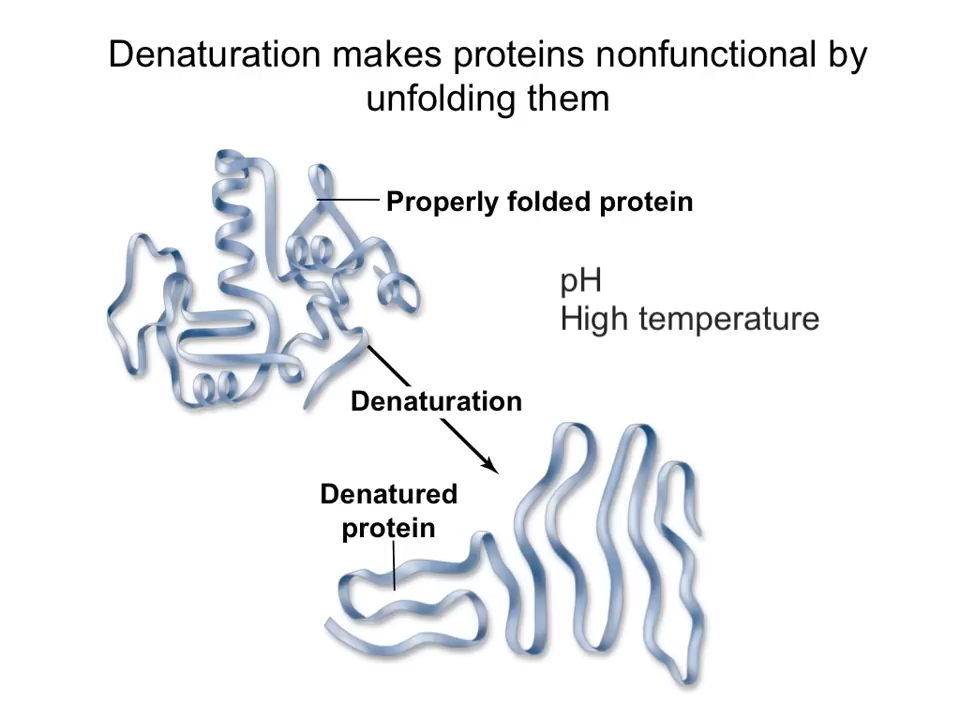 Denaturation makes proteins nonfunctional by
unfolding them
Properly folded protein
pH
High temperature
Denaturation
Denatured
protein